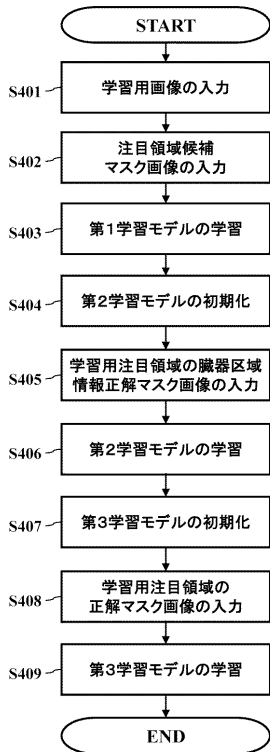 START
S401
学習用画像の入力
S402
注目領域候補
マスク画像の入力
S403
第1学習モデルの学習
S404
第2学習モデルの初期化
S405
学習用注目領域の臓器区域
情報正解マスク画像の入力
S406
第2学習モデルの学習
S407
第3学習モデルの初期化
S408
学習用注目領域の
正解マスク画像の入力
S409
第3学習モデルの学習
END